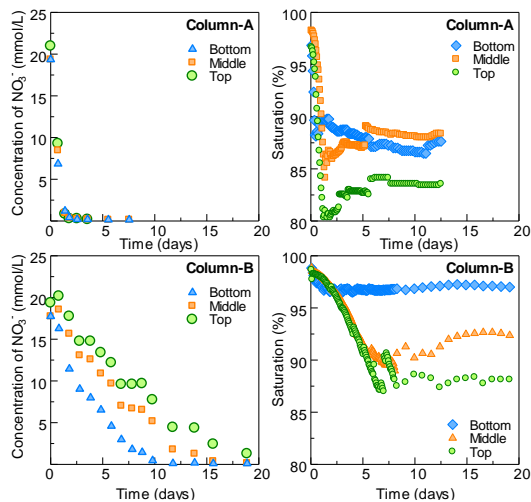 Column-A
Bottom
Middle
Top
Concentration of NO₃⁻ (mmol/L)
25
20
15
10
5
0 5 10 15 20
Time (days)
Column-A
Bottom
Middle
Top
Saturation (%)
100
95
90
85
80
0 5 10 15 20
Time (days)
Column-B
Bottom
Middle
Top
Concentration of NO₃⁻ (mmol/L)
25
20
15
10
5
0 5 10 15 20
Time (days)
Column-B
Bottom
Middle
Top
Saturation (%)
100
95
90
85
80
0 5 10 15 20
Time (days)